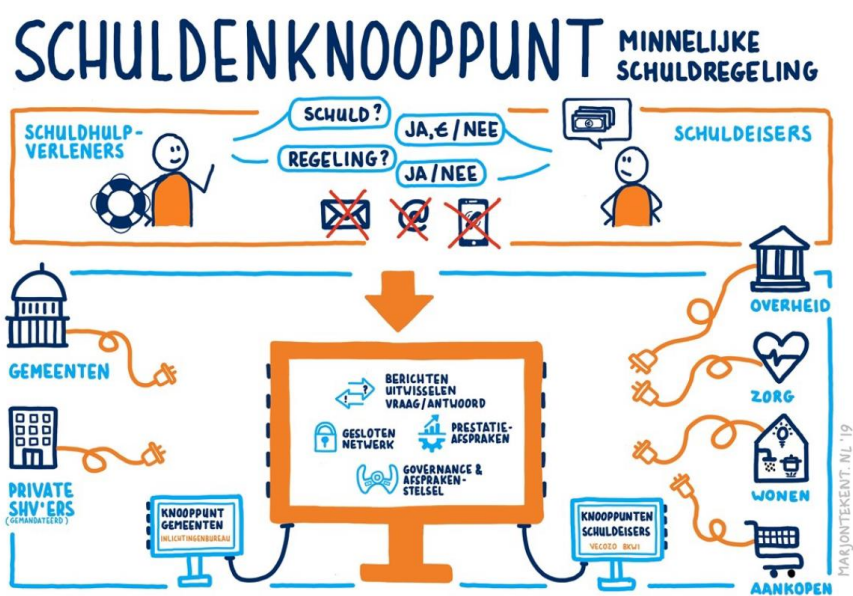 SCHULDENKNOOPPUNT
MINNELIJKE
SCHULDREGELING
SCHULDHULP-
VERLENERS
SCHULD?
JA, € / NEE
REGELING?
JA / NEE
SCHULDEISERS
@
GEMEENTEN
PRIVATE
SHV'ERS
(GEMANDATEERD)
BERICHTEN
UITWISSELEN
VRAAG/ANTWOORD
! ?
GESLOTEN
NETWERK
PRESTATIE-
AFSPRAKEN
GOVERNANCE &
AFSPRAKEN-
STELSEL
KNOOPPUNT
GEMEENTEN
INLICHTINGENBUREAU
KNOOPPUNTEN
SCHULDEISERS
VECOZO BKWI
OVERHEID
ZORG
WONEN
AANKOPEN
MARJONTEKENT.NL '19